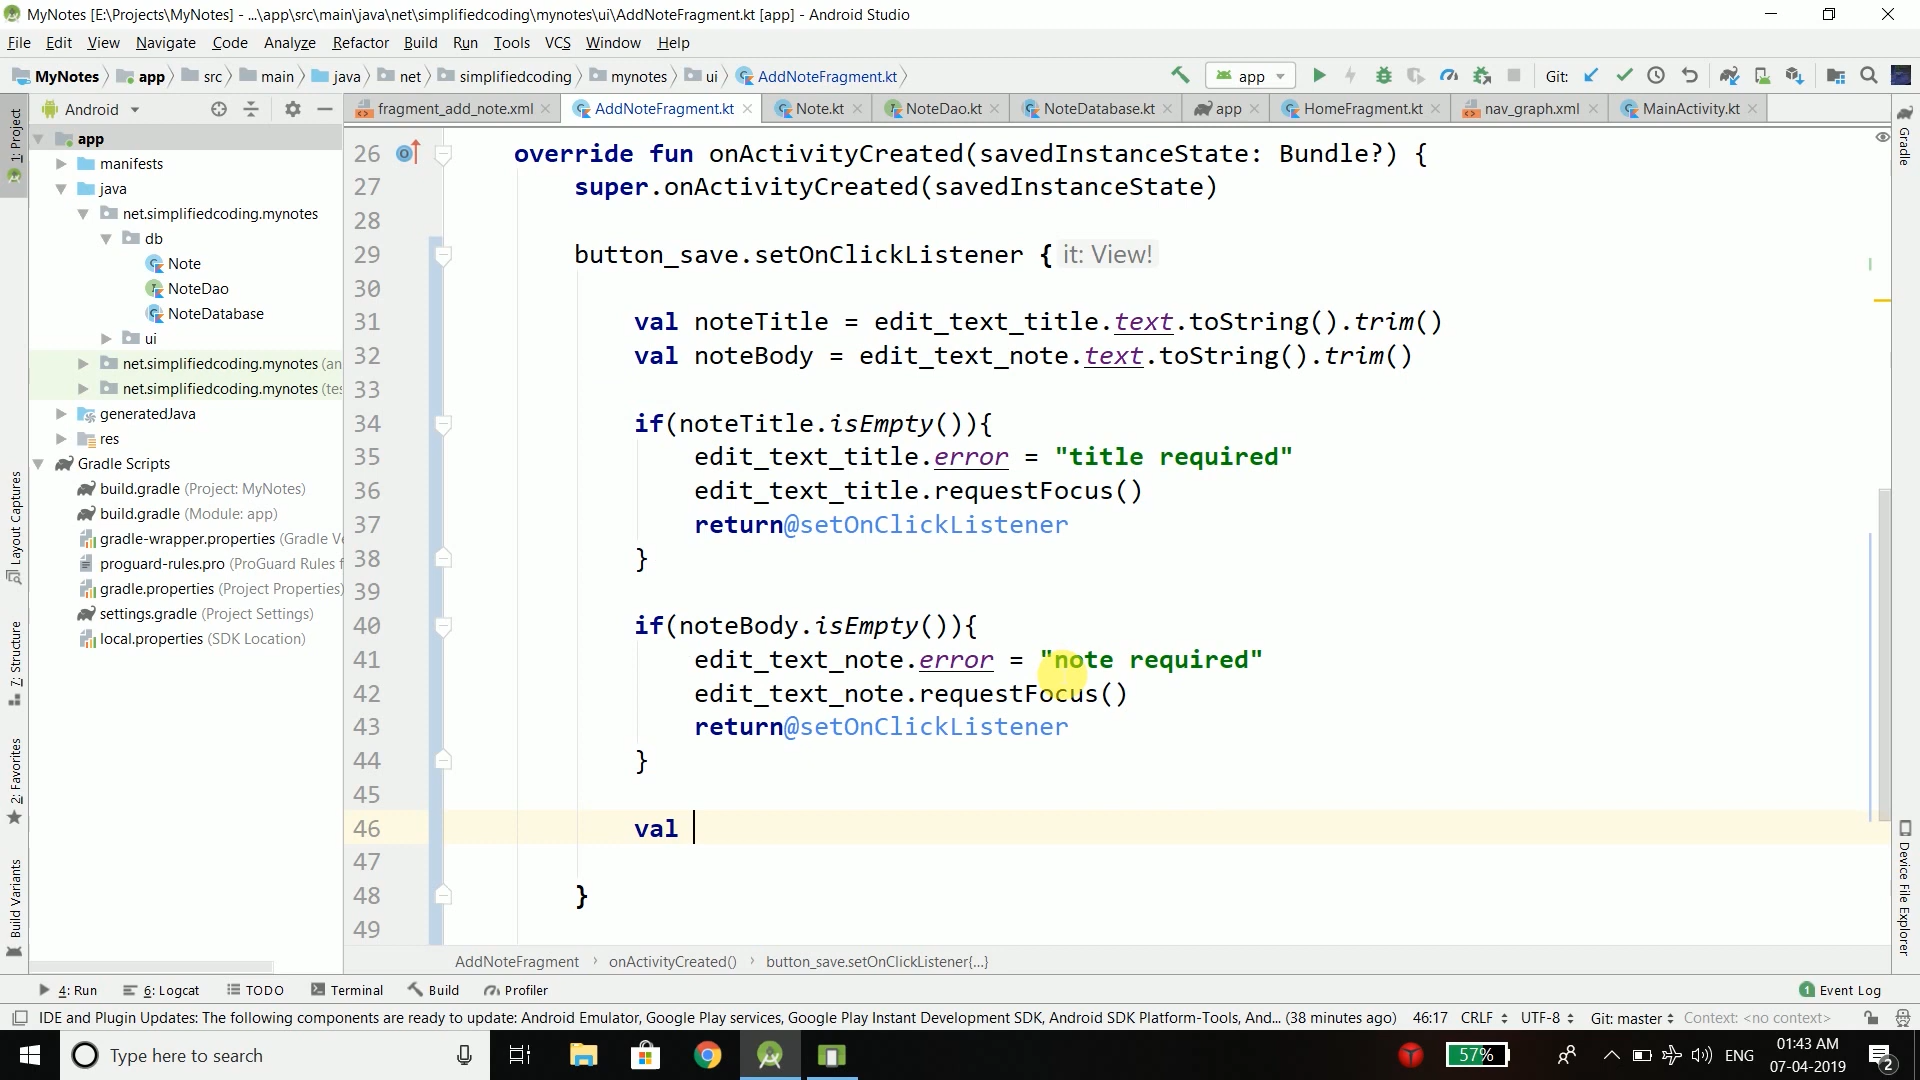 MyNotes [E:\Projects\MyNotes] - ...\app\src\main\java\net\simplifiedcoding\mynotes\ui\AddNoteFragment.kt [app] - Android Studio
File Edit View Navigate Code Analyze Refactor Build Run Tools VCS Window Help
MyNotes app src main java net simplifiedcoding mynotes ui AddNoteFragment.kt app Git:
Android fragment_add_note.xml AddNoteFragment.kt Note.kt NoteDao.kt NoteDatabase.kt app HomeFragment.kt nav_graph.xml MainActivity.kt
1: Project
Layout Captures
7: Structure
2: Favorites
Build Variants
app
manifests
java
net.simplifiedcoding.mynotes
db
Note
NoteDao
NoteDatabase
ui
net.simplifiedcoding.mynotes (an
net.simplifiedcoding.mynotes (tes
generatedJava
res
Gradle Scripts
build.gradle (Project: MyNotes)
build.gradle (Module: app)
gradle-wrapper.properties (Gradle Ve
proguard-rules.pro (ProGuard Rules f
gradle.properties (Project Properties)
settings.gradle (Project Settings)
local.properties (SDK Location)
26 override fun onActivityCreated(savedInstanceState: Bundle?) {
27 super.onActivityCreated(savedInstanceState)
28
29 button_save.setOnClickListener { it: View!
30
31 val noteTitle = edit_text_title.text.toString().trim()
32 val noteBody = edit_text_note.text.toString().trim()
33
34 if(noteTitle.isEmpty()){
35 edit_text_title.error = "title required"
36 edit_text_title.requestFocus()
37 return@setOnClickListener
38 }
39
40 if(noteBody.isEmpty()){
41 edit_text_note.error = "note required"
42 edit_text_note.requestFocus()
43 return@setOnClickListener
44 }
45
46 val
47
48 }
49
Gradle
Device File Explorer
AddNoteFragment › onActivityCreated() › button_save.setOnClickListener{...}
4: Run 6: Logcat TODO Terminal Build Profiler 1 Event Log
IDE and Plugin Updates: The following components are ready to update: Android Emulator, Google Play services, Google Play Instant Development SDK, Android SDK Platform-Tools, And... (38 minutes ago) 46:17 CRLF UTF-8 Git: master Context: <no context>
Type here to search 57% ENG 01:43 AM
07-04-2019 2